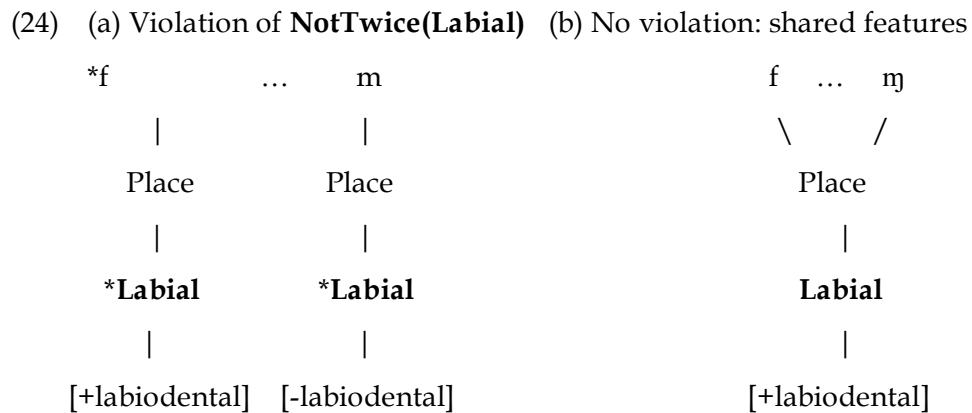 (24) (a) Violation of NotTwice(Labial) (b) No violation: shared features
*f … m f … ɱ
| | \ /
Place Place Place
| | |
*Labial *Labial Labial
| | |
[+labiodental] [-labiodental] [+labiodental]